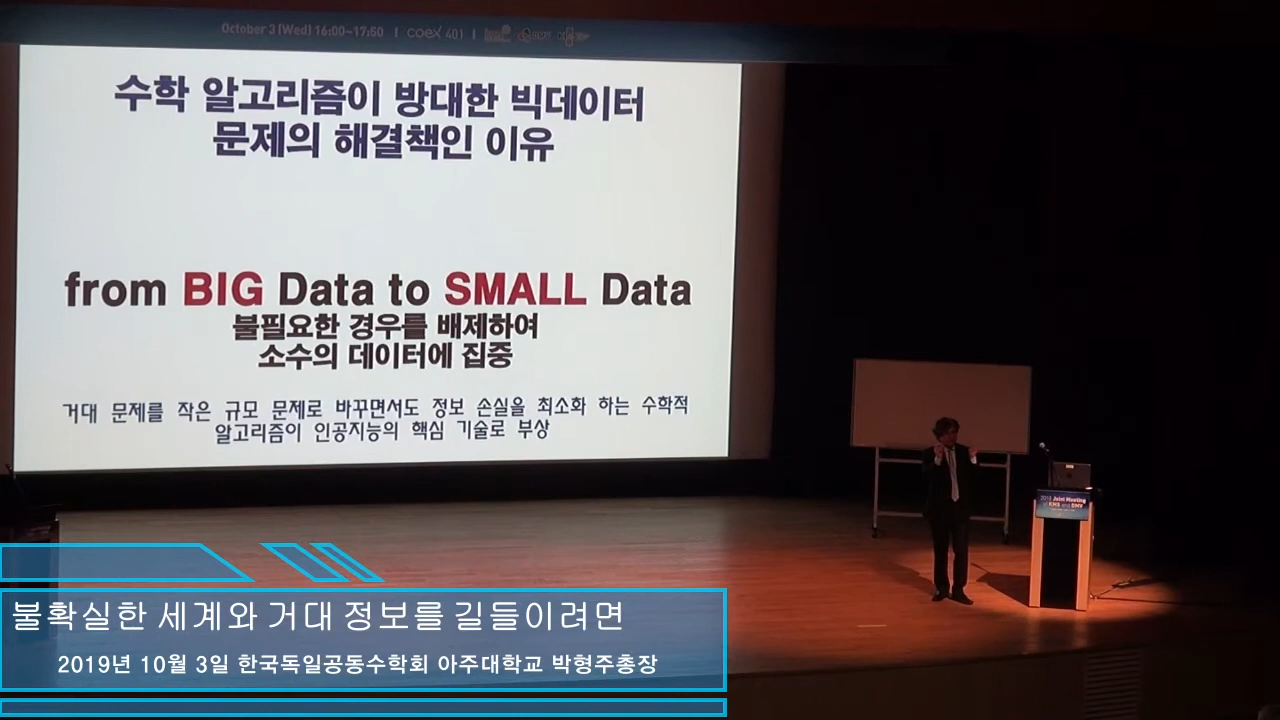 October 3 (Wed) 16:00~17:50 | coex 401 |
수학 알고리즘이 방대한 빅데이터
문제의 해결책인 이유
from BIG Data to SMALL Data
불필요한 경우를 배제하여
소수의 데이터에 집중
거대 문제를 작은 규모 문제로 바꾸면서도 정보 손실을 최소화 하는 수학적
알고리즘이 인공지능의 핵심 기술로 부상
2019 Joint Meeting
of KMS and DMV
불확실한 세계와 거대 정보를 길들이려면
2019년 10월 3일 한국독일공동수학회 아주대학교 박형주총장